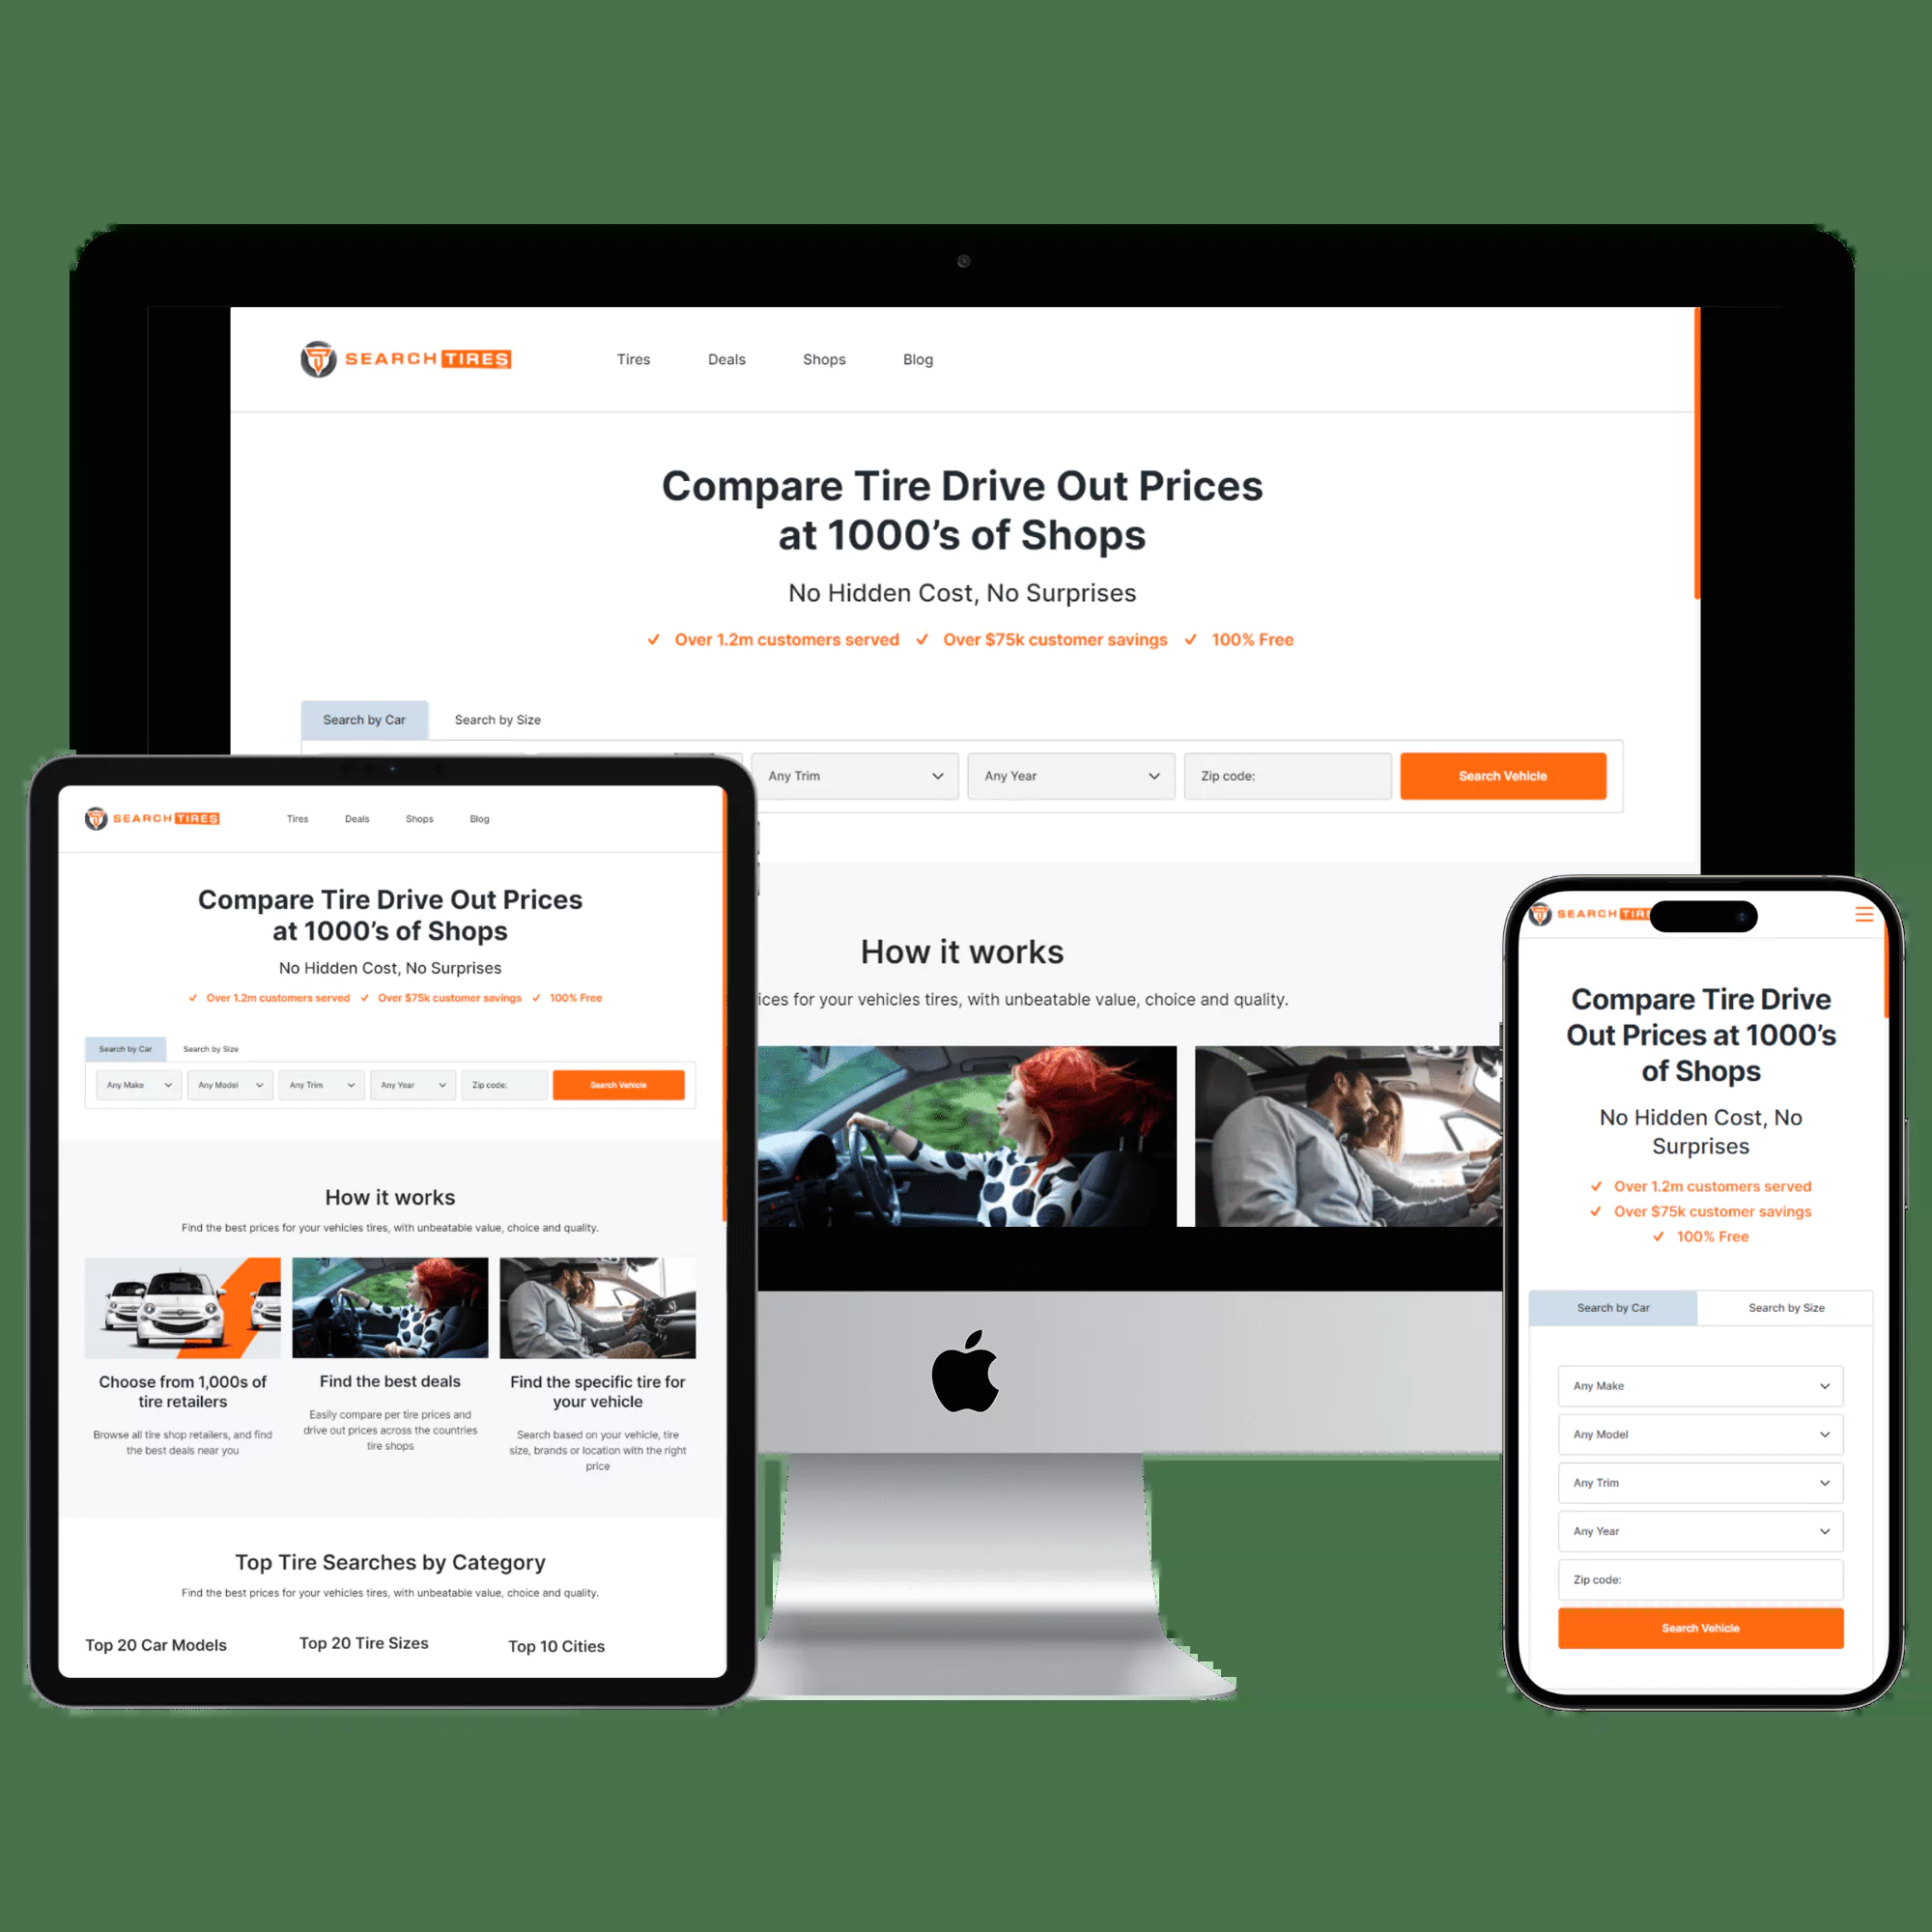 SEARCH TIRES
Tires
Deals
Shops
Blog
Compare Tire Drive Out Prices
at 1000’s of Shops
No Hidden Cost, No Surprises
Over 1.2m customers served
Over $75k customer savings
100% Free
Search by Car
Search by Size
Any Trim
Any Year
Zip code:
Search Vehicle
How it works
ices for your vehicles tires, with unbeatable value, choice and quality.
SEARCH TIRES
Tires
Deals
Shops
Blog
Compare Tire Drive Out Prices
at 1000’s of Shops
No Hidden Cost, No Surprises
Over 1.2m customers served
Over $75k customer savings
100% Free
Search by Car
Search by Size
Any Make
Any Model
Any Trim
Any Year
Zip code:
Search Vehicle
How it works
Find the best prices for your vehicles tires, with unbeatable value, choice and quality.
Choose from 1,000s of
tire retailers
Browse all tire shop retailers, and find
the best deals near you
Find the best deals
Easily compare per tire prices and
drive out prices across the countries
tire shops
Find the specific tire for
your vehicle
Search based on your vehicle, tire
size, brands or location with the right
price
Top Tire Searches by Category
Find the best prices for your vehicles tires, with unbeatable value, choice and quality.
Top 20 Car Models
Top 20 Tire Sizes
Top 10 Cities
SEARCH TIR
Compare Tire Drive
Out Prices at 1000’s
of Shops
No Hidden Cost, No
Surprises
Over 1.2m customers served
Over $75k customer savings
100% Free
Search by Car
Search by Size
Any Make
Any Model
Any Trim
Any Year
Zip code:
Search Vehicle